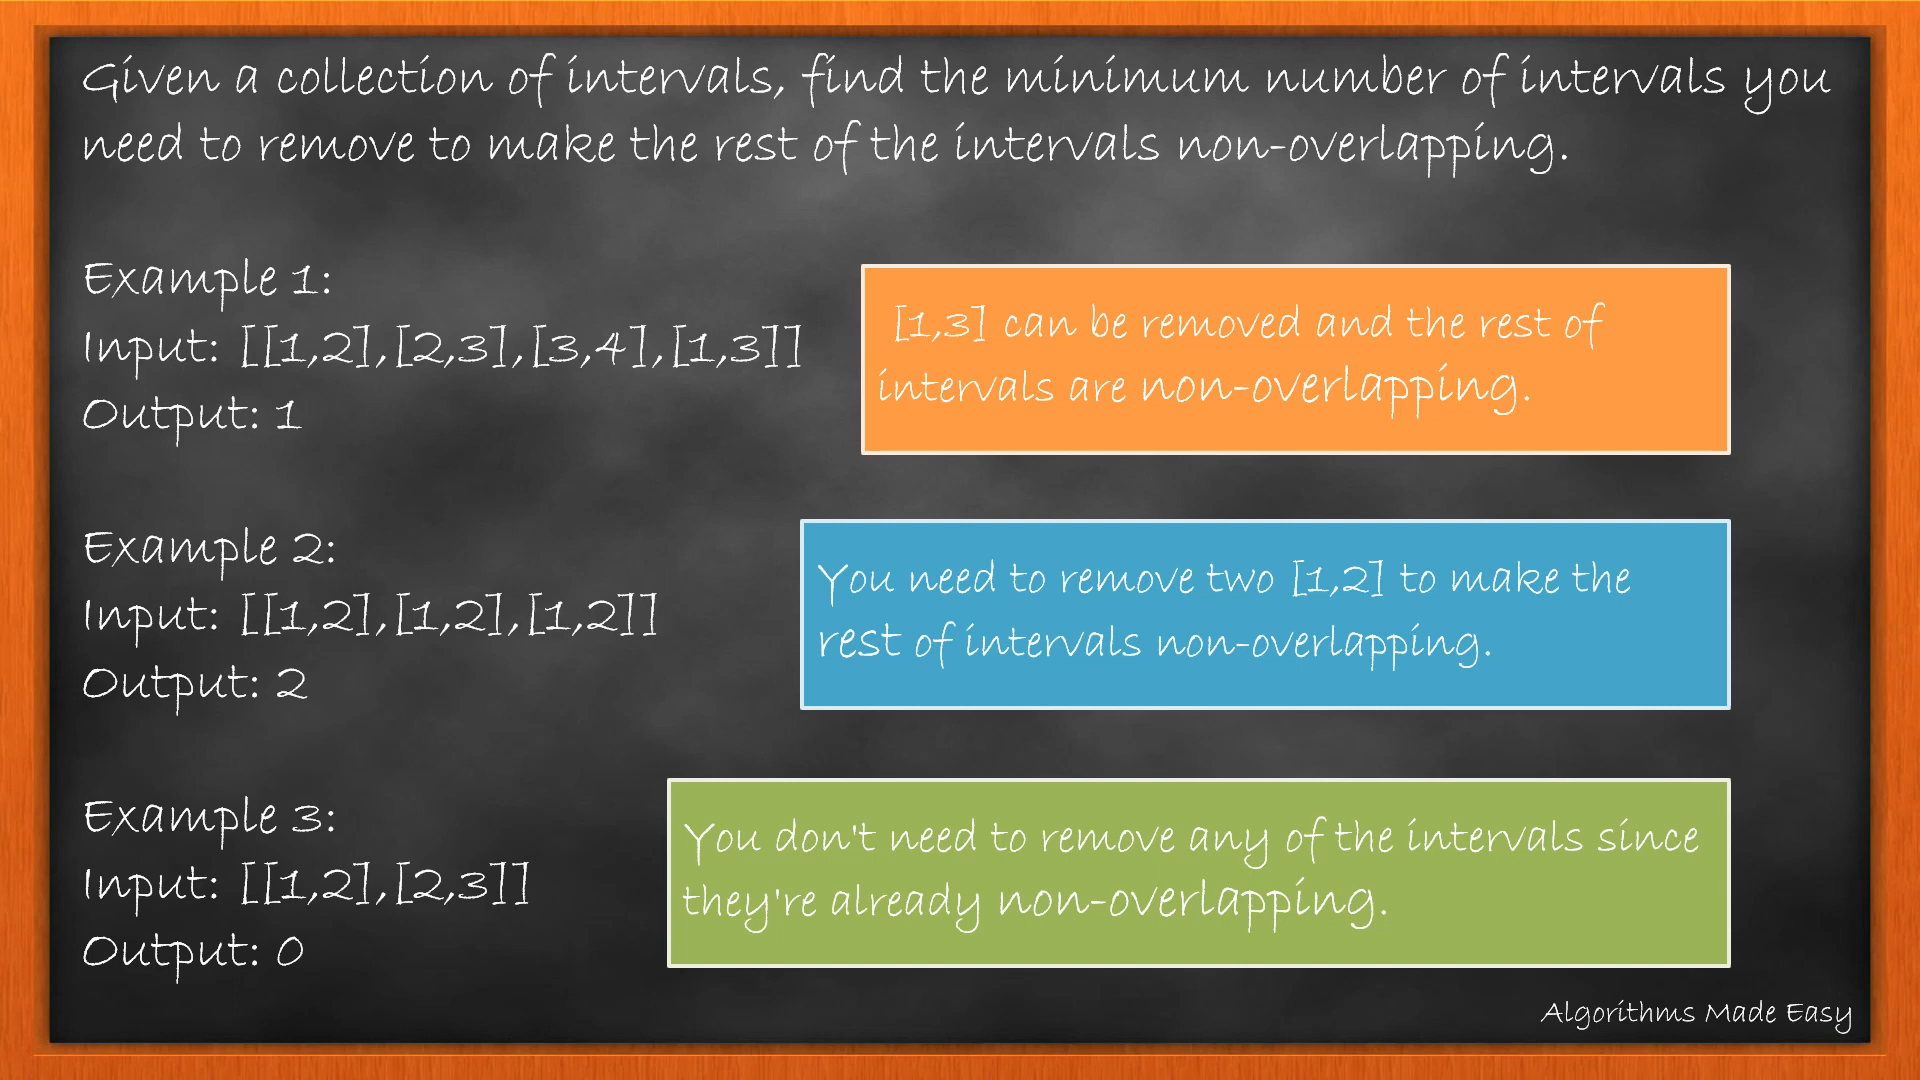 Given a collection of intervals, find the minimum number of intervals you
need to remove to make the rest of the intervals non-overlapping.
Example 1:
Input: [[1,2],[2,3],[3,4],[1,3]]
Output: 1
[1,3] can be removed and the rest of
intervals are non-overlapping.
Example 2:
Input: [[1,2],[1,2],[1,2]]
Output: 2
You need to remove two [1,2] to make the
rest of intervals non-overlapping.
Example 3:
Input: [[1,2],[2,3]]
Output: 0
You don't need to remove any of the intervals since
they're already non-overlapping.
Algorithms Made Easy